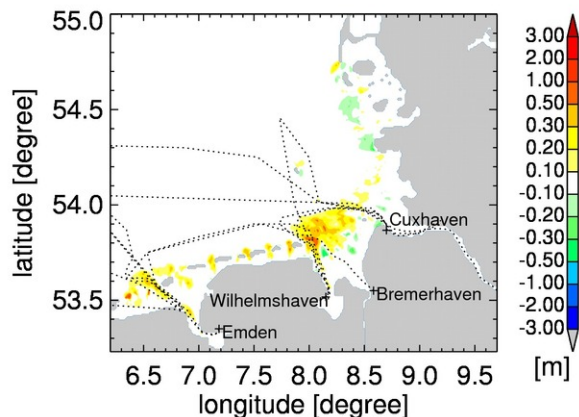 55.0
54.5
54.0
53.5
latitude [degree]
Cuxhaven
Wilhelmshaven
Bremerhaven
Emden
6.5 7.0 7.5 8.0 8.5 9.0 9.5
longitude [degree]
3.00
2.00
1.00
0.50
0.30
0.20
0.10
-0.10
-0.20
-0.30
-0.50
-1.00
-2.00
-3.00
[m]